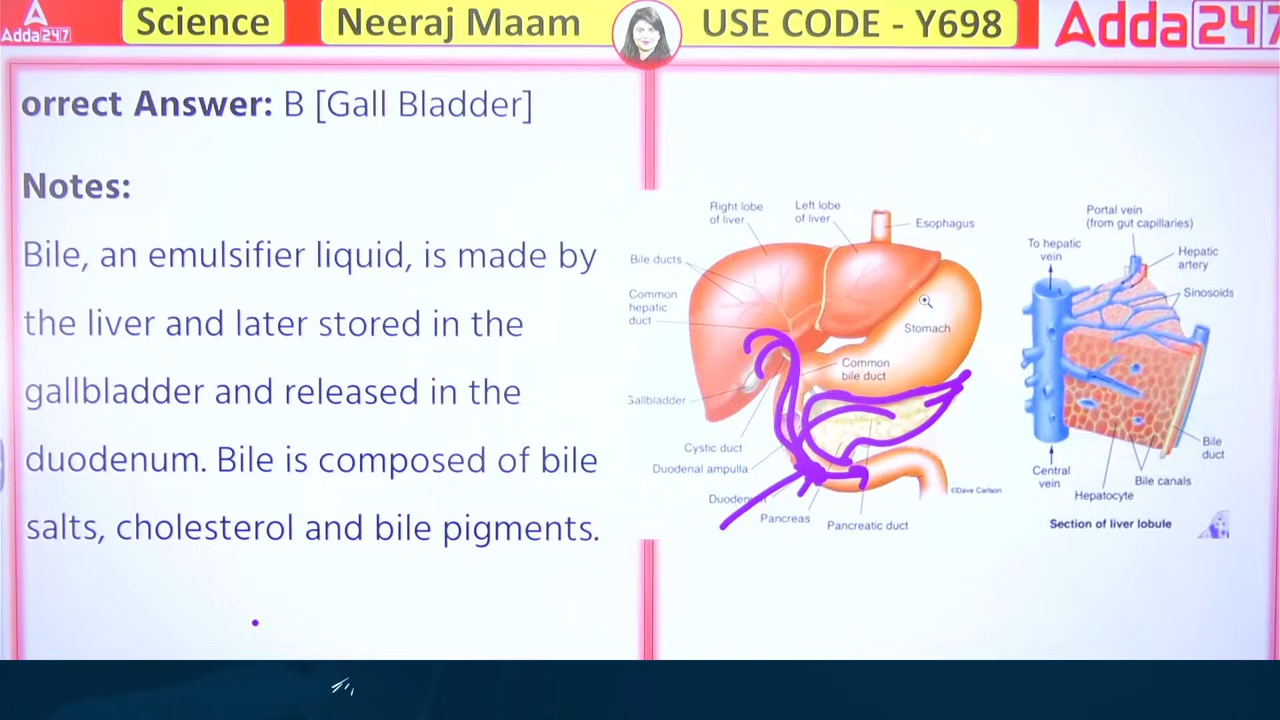 Adda247
Science
Neeraj Maam
USE CODE - Y698
Adda247
orrect Answer: B [Gall Bladder]
Notes:
Bile, an emulsifier liquid, is made by
the liver and later stored in the
gallbladder and released in the
duodenum. Bile is composed of bile
salts, cholesterol and bile pigments.
Right lobe
of liver
Left lobe
of liver
Esophagus
Bile ducts
Common
hepatic
duct
Stomach
Common
bile duct
Gallbladder
Cystic duct
Duodenal ampulla
Pancreas
Pancreatic duct
©Dave Carlson
Portal vein
(from gut capillaries)
To hepatic
vein
Hepatic
artery
Sinosoids
Bile
duct
Central
vein
Bile canals
Hepatocyte
Section of liver lobule